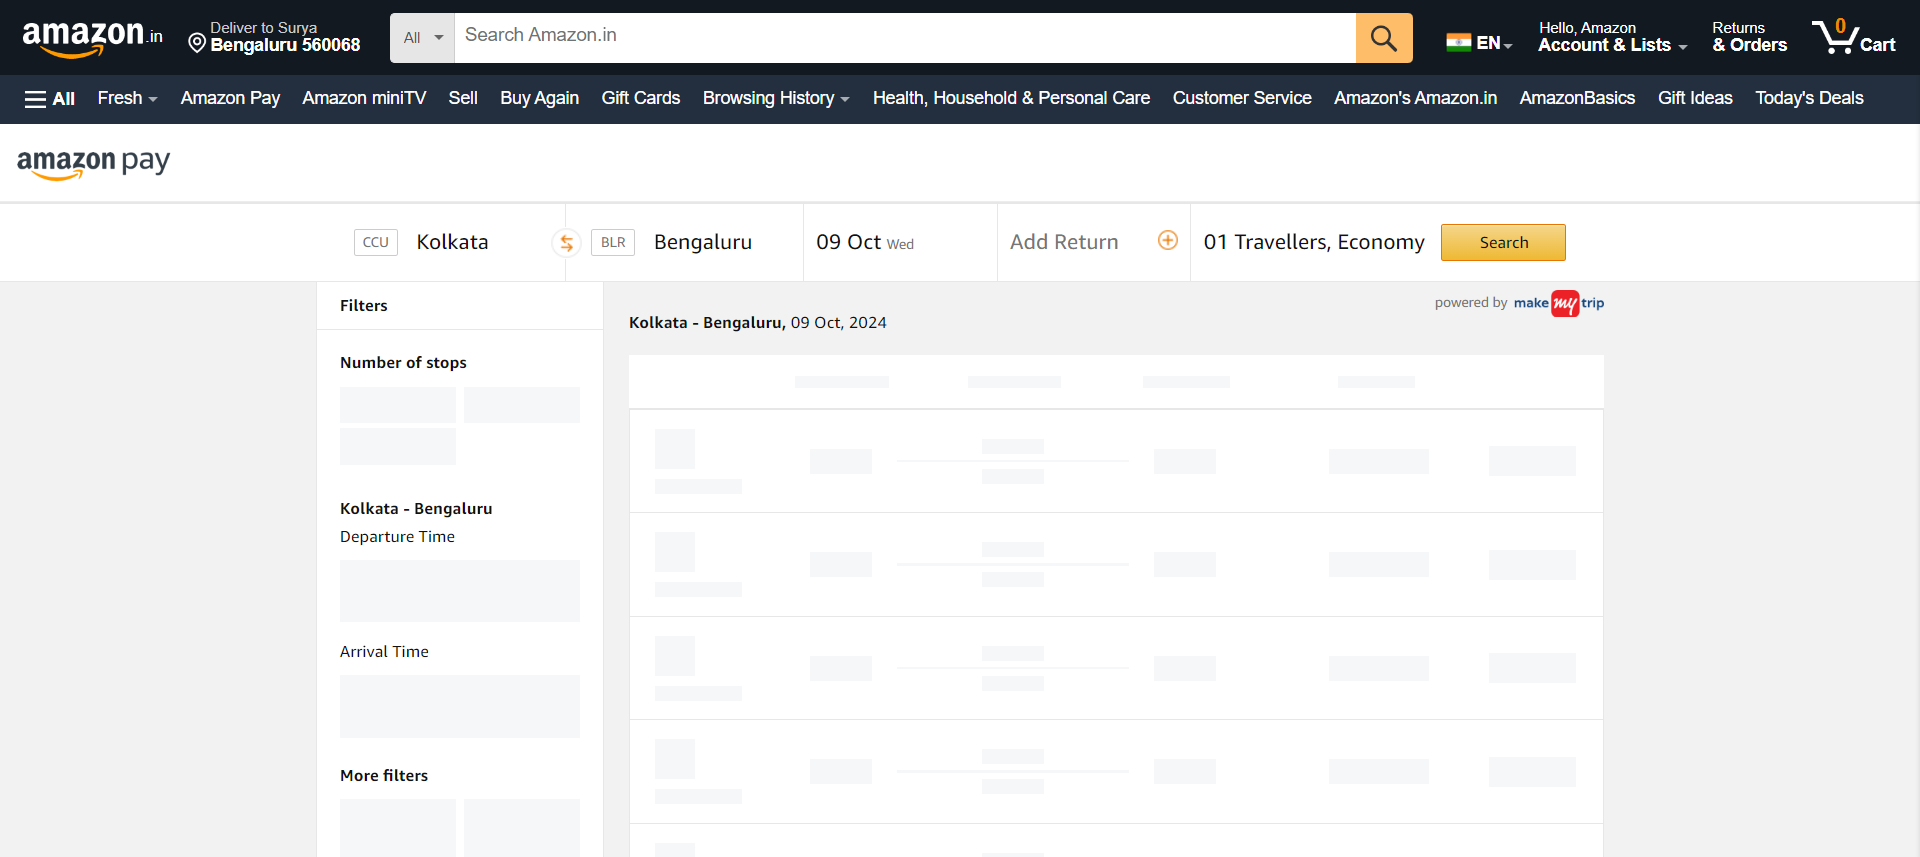 amazon.in
Deliver to Surya
Bengaluru 560068
All
Search Amazon.in
EN
Hello, Amazon
Account & Lists
Returns
& Orders
0
Cart
All Fresh Amazon Pay Amazon miniTV Sell Buy Again Gift Cards Browsing History Health, Household & Personal Care Customer Service Amazon's Amazon.in AmazonBasics Gift Ideas Today's Deals
amazon pay
CCU Kolkata BLR Bengaluru 09 Oct Wed Add Return 01 Travellers, Economy Search
Filters
Number of stops
Kolkata - Bengaluru
Departure Time
Arrival Time
More filters
powered by make my trip
Kolkata - Bengaluru, 09 Oct, 2024